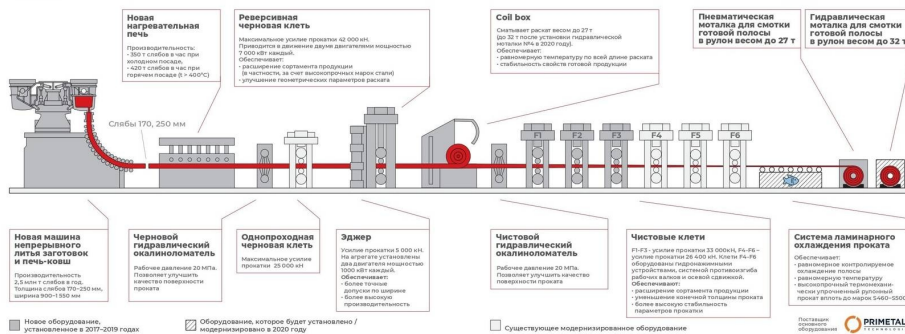 Новая
нагревательная
печь
Производительность:
- 350 т слябов в час при
холодном посаде,
- 420 т слябов в час при
горячем посаде (t > 400°С)
Реверсивная
черновая клеть
Максимальное усилие прокатки 42 000 кН.
Приводится в движение двумя двигателями мощностью
7 000 кВт каждый.
Обеспечивает:
- расширение сортамента продукции
(в частности, за счет высокопрочных марок стали)
- улучшение геометрических параметров раската
Coil box
Сматывает раскат весом до 27 т
(до 32 т после установки гидравлической
моталки №4 в 2020 году).
Обеспечивает:
- равномерную температуру по всей длине раската
- стабильность свойств готовой продукции
Пневматическая
моталка для смотки
готовой полосы
в рулон весом до 27 т
Гидравлическая
моталка для смотки
готовой полосы
в рулон весом до 32 т
Слябы 170, 250 мм
F1 F2 F3 F4 F5 F6
Новая машина
непрерывного
литья заготовок
и печь-ковш
Производительность
2,5 млн т слябов в год.
Толщина слябов 170-250 мм,
ширина 900-1 550 мм
Черновой
гидравлический
окалиноломатель
Рабочее давление 20 МПа.
Позволяет улучшить
качество поверхности
проката
Однопроходная
черновая клеть
Максимальное усилие
прокатки 25 000 кН
Эджер
Усилие прокатки 5 000 кН.
На агрегате установлены
два двигателя мощностью
1000 кВт каждый.
Обеспечивает:
- более точные
допуски по ширине
- более высокую
производительность
Чистовой
гидравлический
окалиноломатель
Рабочее давление 20 МПа.
Позволяет улучшить
качество поверхности
проката
Чистовые клети
F1-F3 - усилие прокатки 33 000кН, F4-F6 –
усилие прокатки 26 400 кН. Клети F4-F6
оборудованы гидронажимными
устройствами, системой противоизгиба
рабочих валков и осевой сдвижкой.
Обеспечивают:
- расширение сортамента продукции
- уменьшение конечной толщины проката
- более высокую стабильность
параметров прокатки
Система ламинарного
охлаждения проката
Обеспечивает:
- равномерное контролируемое
охлаждение полосы
- равномерную температуру
- высокопрочный термомехани-
чески упрочненный рулонный
прокат вплоть до марок S460-S500
Новое оборудование,
установленное в 2017-2019 годах
Оборудование, которое будет установлено /
модернизировано в 2020 году
Существующее модернизированное оборудование
Поставщик
основного
оборудования
PRIMETAL